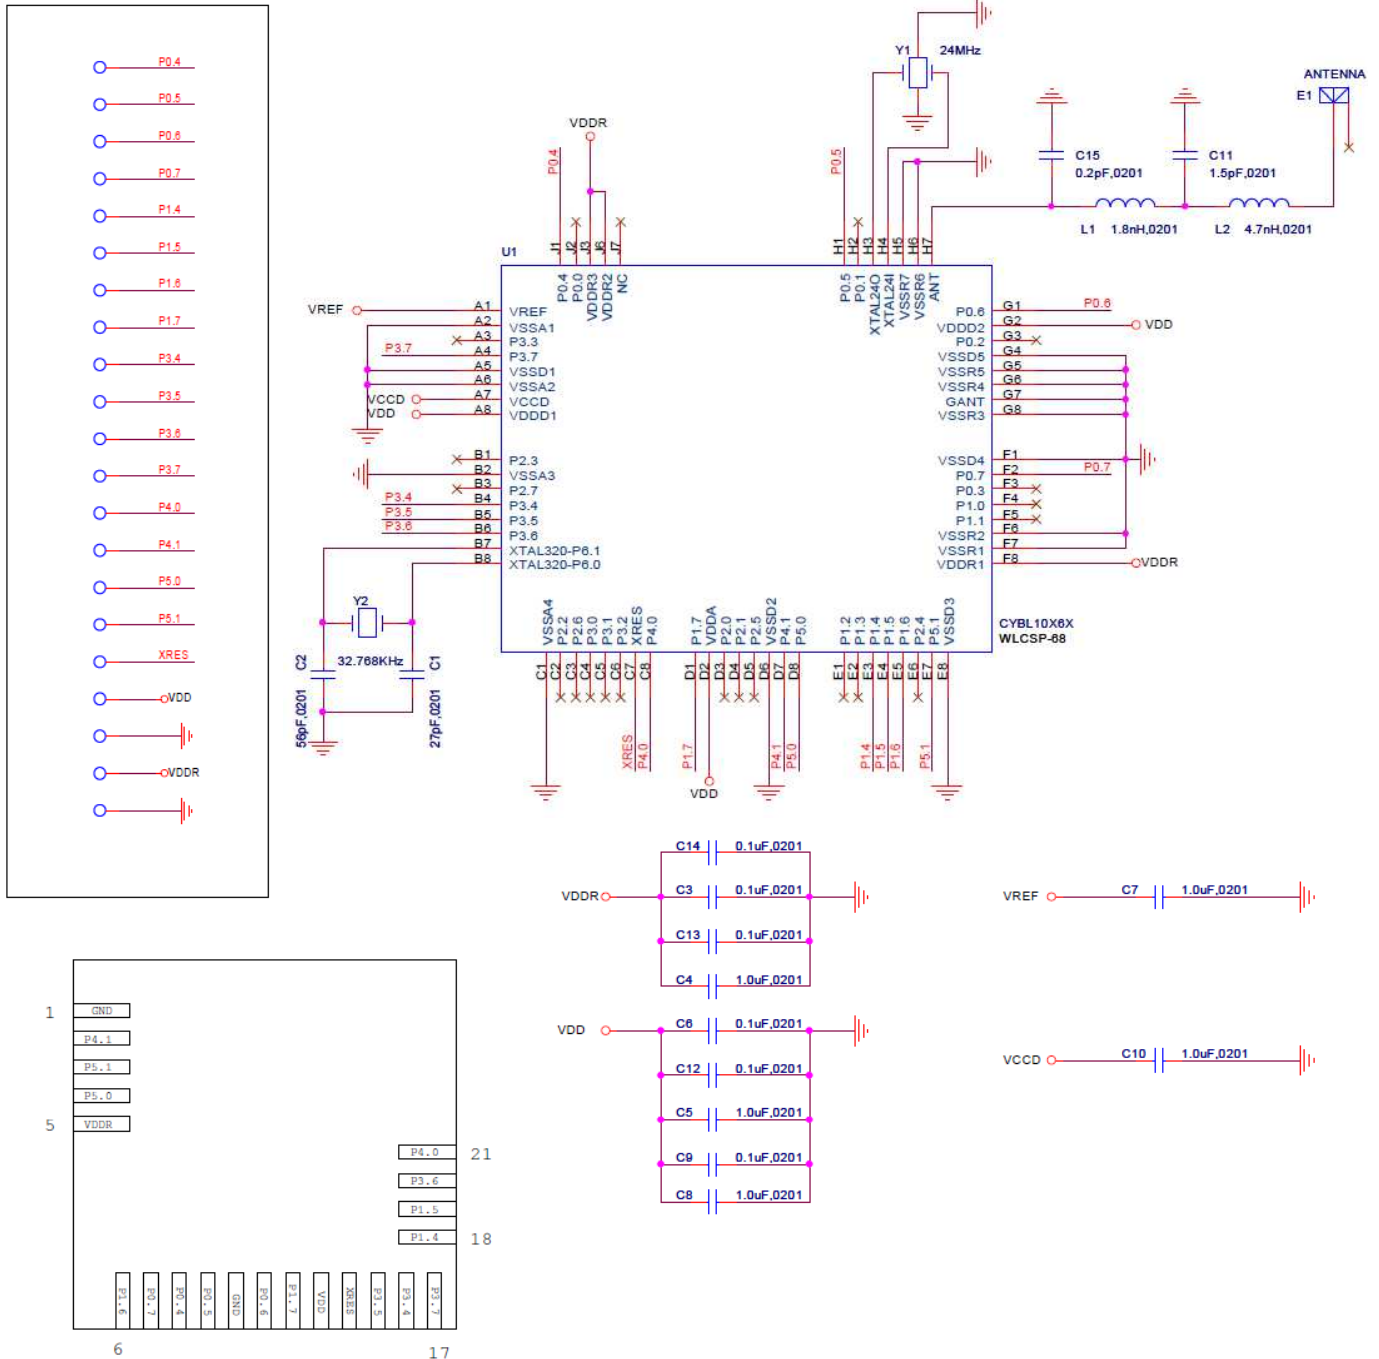 P0.4
P0.5
P0.6
P0.7
P1.4
P1.5
P1.6
P1.7
P3.4
P3.5
P3.6
P3.7
P4.0
P4.1
P5.0
P5.1
XRES
VDD
VDDR
Y1 24MHz
ANTENNA
E1
C15
0.2pF,0201
C11
1.5pF,0201
L1 1.8nH,0201
L2 4.7nH,0201
VDDR
P0.4
P0.5
J1 J2 J3 J6 J7
H1 H2 H3 H4 H5 H6 H7
U1
P0.4 P0.0 VDDR3 VDDR2 NC
P0.5 P0.1 XTAL24O XTAL24I VSSR7 VSSR6 ANT
VREF A1 VREF
A2 VSSA1
A3 P3.3
P3.7 A4 P3.7
A5 VSSD1
A6 VSSA2
VCCD A7 VCCD
VDD A8 VDDD1
B1 P2.3
B2 VSSA3
B3 P2.7
P3.4 B4 P3.4
P3.5 B5 P3.5
P3.6 B6 P3.6
B7 XTAL32O-P6.1
B8 XTAL32O-P6.0
P0.6 G1 P0.6
VDDD2 G2 VDD
P0.2 G3
VSSD5 G4
VSSR5 G5
VSSR4 G6
GANT G7
VSSR3 G8
VSSD4 F1
P0.7 F2 P0.7
P0.3 F3
P1.0 F4
P1.1 F5
VSSR2 F6
VSSR1 F7
VDDR1 F8 VDDR
Y2
32.768KHz
C2
56pF,0201
C1
27pF,0201
VSSA4 P2.2 P2.6 P3.0 P3.1 P3.2 XRES P4.0
C1 C2 C3 C4 C5 C6 C7 C8
XRES P4.0
P1.7 VDDA P2.0 P2.1 P2.5 VSSD2 P4.1 P5.0
D1 D2 D3 D4 D5 D6 D7 D8
P1.7 VDD P4.1 P5.0
P1.2 P1.3 P1.4 P1.5 P1.6 P2.4 P5.1 VSSD3
E1 E2 E3 E4 E5 E6 E7 E8
P1.4 P1.5 P1.6 P5.1
CYBL10X6X
WLCSP-68
C14 0.1uF,0201
VDDR C3 0.1uF,0201
C13 0.1uF,0201
C4 1.0uF,0201
VDD C6 0.1uF,0201
C12 0.1uF,0201
C5 1.0uF,0201
C9 0.1uF,0201
C8 1.0uF,0201
VREF C7 1.0uF,0201
VCCD C10 1.0uF,0201
1 GND
P4.1
P5.1
P5.0
5 VDDR
P4.0 21
P3.6
P1.5
P1.4 18
P1.6 P0.7 P0.4 P0.5 GND P0.6 P1.7 VDD XRES P3.5 P3.4 P3.7
6 17